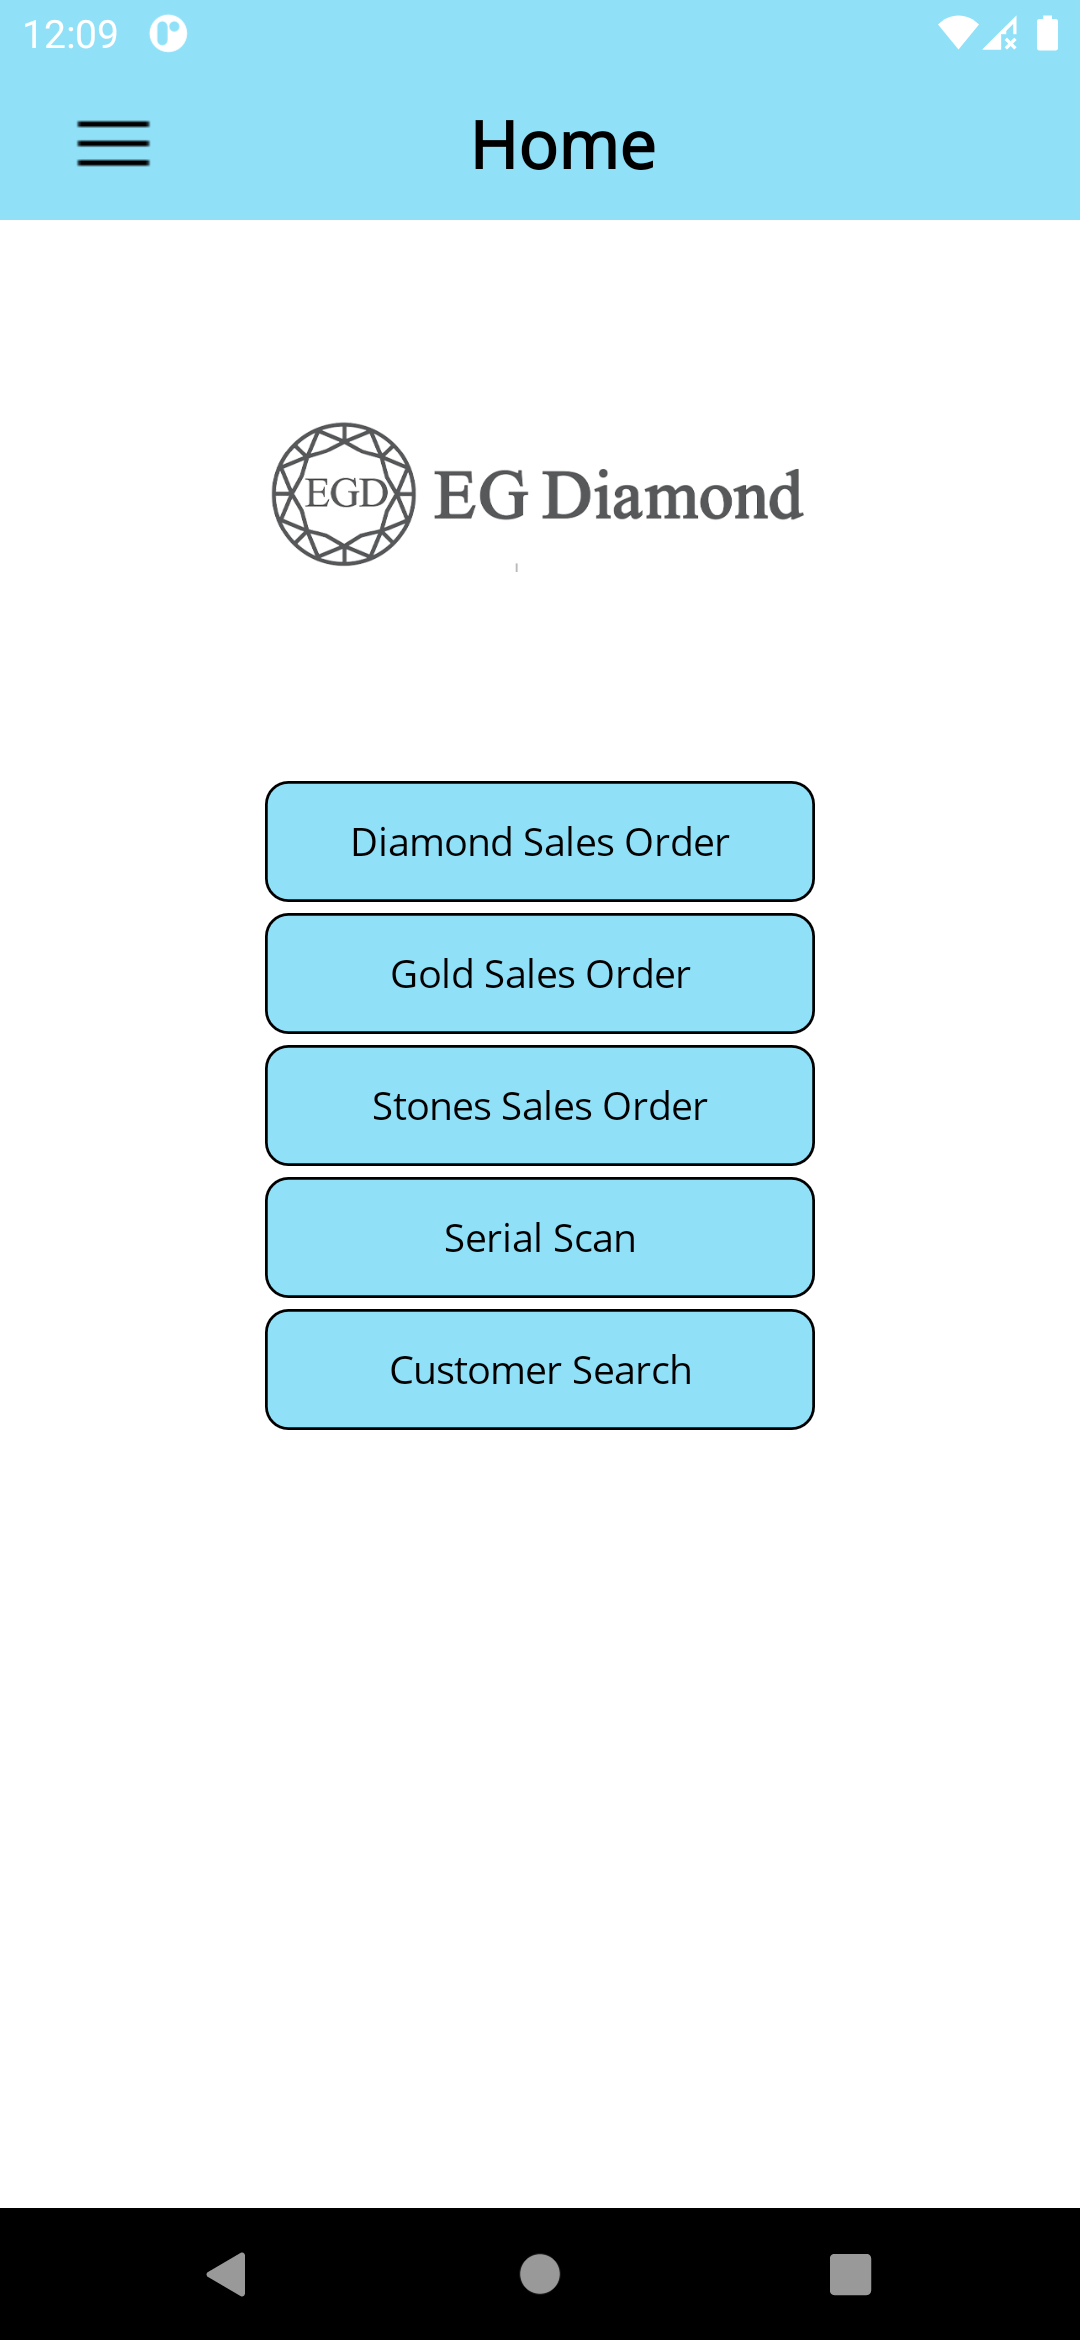 12:09
Home
EGD
EG Diamond
Diamond Sales Order
Gold Sales Order
Stones Sales Order
Serial Scan
Customer Search